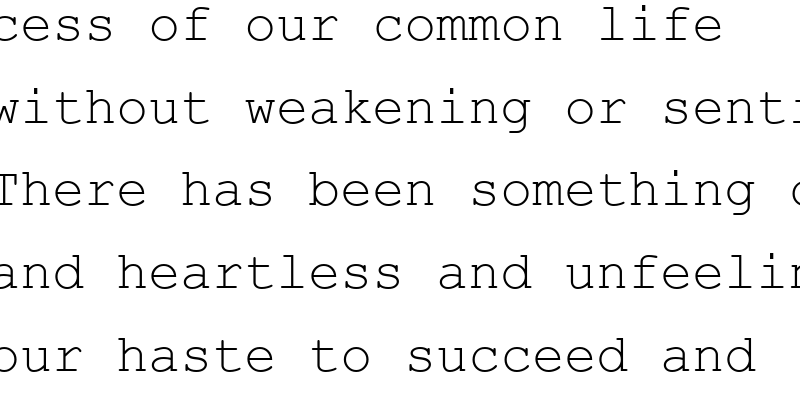 cess of our common life
without weakening or senti
There has been something
and heartless and unfeelin
our haste to succeed and